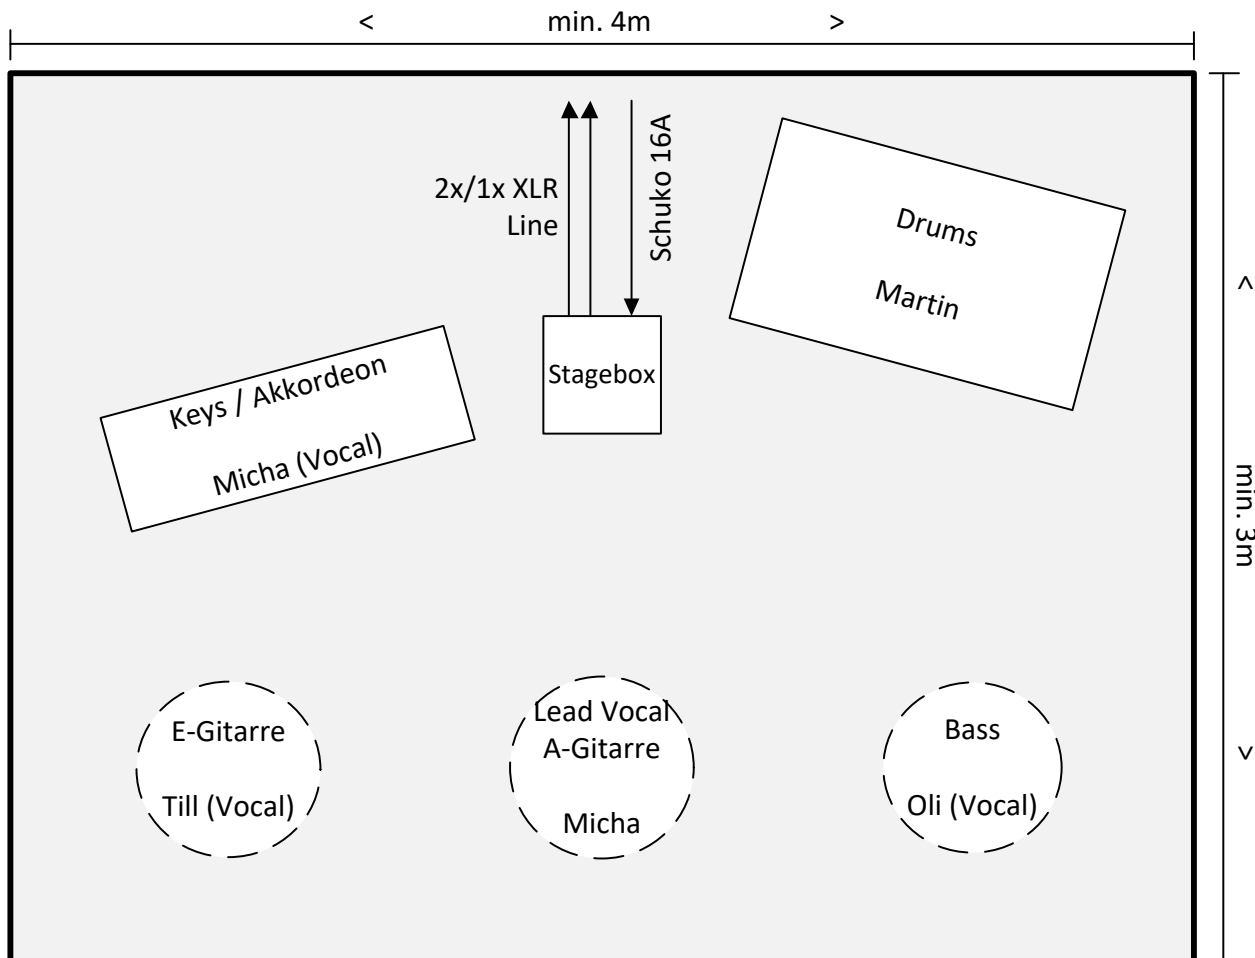 < min. 4m >
2x/1x XLR
Line
Schuko 16A
Drums
Martin
<
Stagebox
Keys / Akkordeon
Micha (Vocal)
min. 3m
>
E-Gitarre
Till (Vocal)
Lead Vocal
A-Gitarre
Micha
Bass
Oli (Vocal)